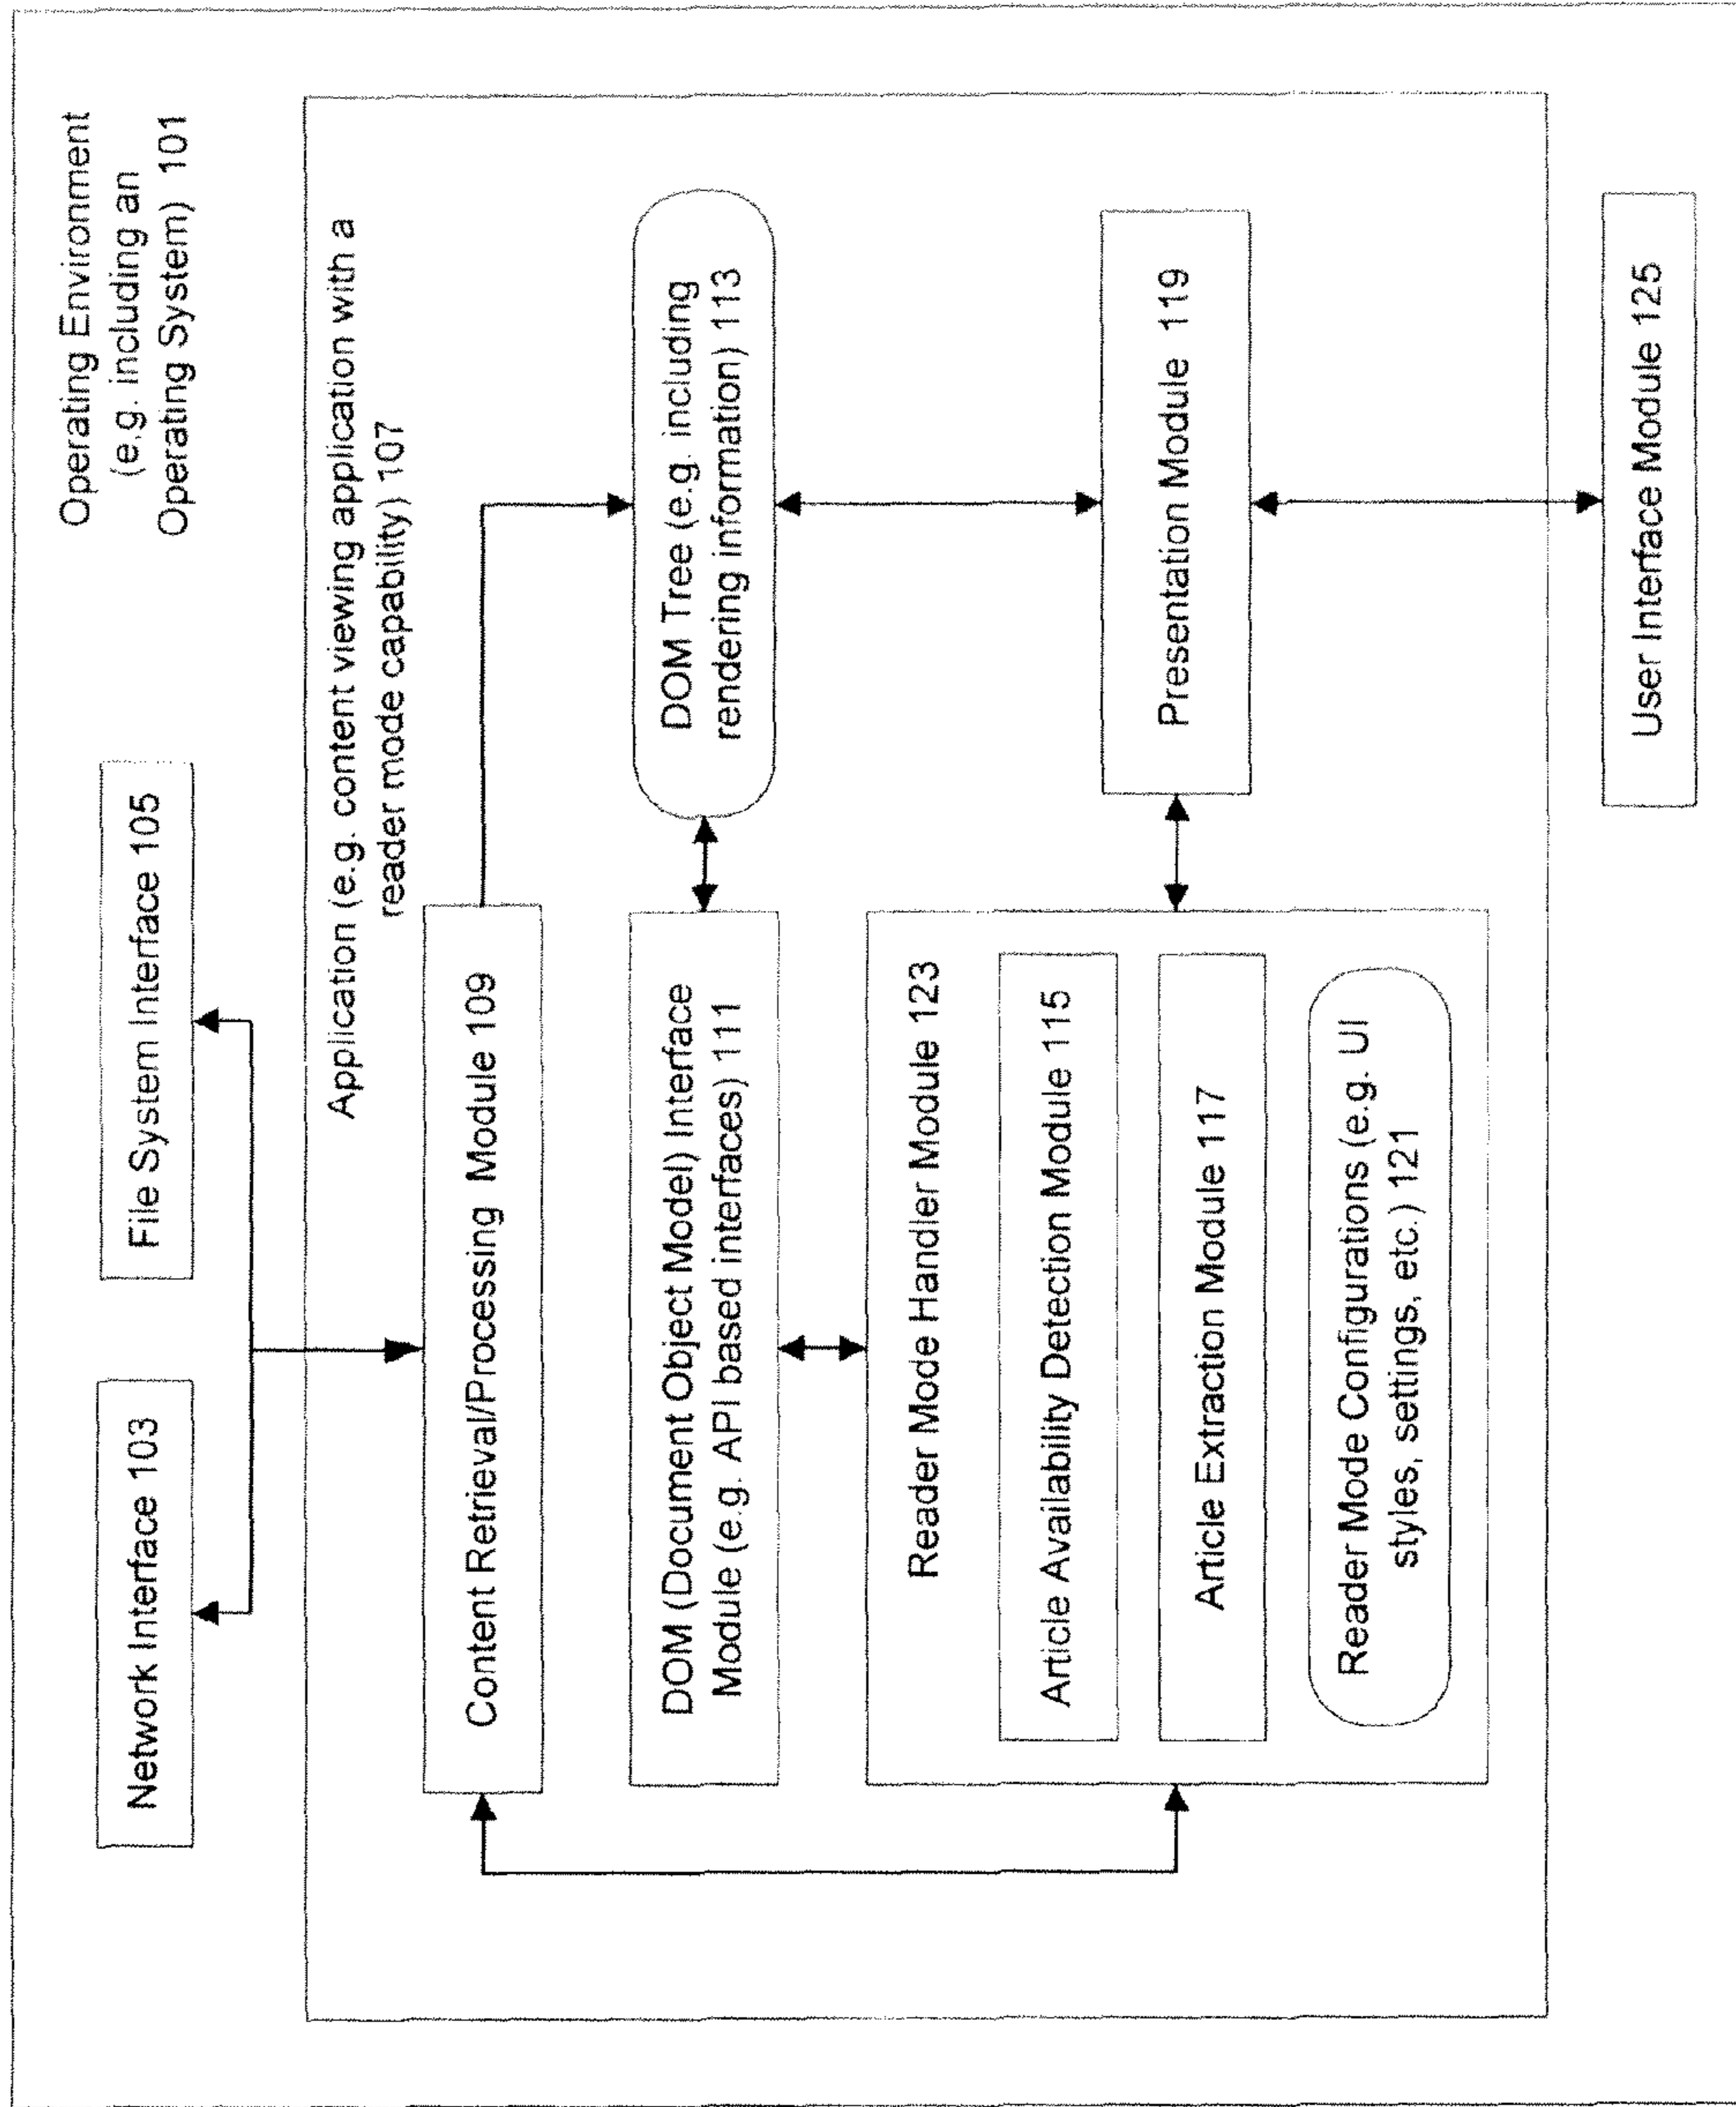 Operating Environment
(e.g. including an
Operating System) 101
Network Interface 103
File System Interface 105
Application (e.g. content viewing application with a
reader mode capability) 107
Content Retrieval/Processing Module 109
DOM (Document Object Model) Interface
Module (e.g. API based interfaces) 111
DOM Tree (e.g. including
rendering information) 113
Reader Mode Handler Module 123
Article Availability Detection Module 115
Article Extraction Module 117
Reader Mode Configurations (e.g. UI
styles, settings, etc.) 121
Presentation Module 119
User Interface Module 125